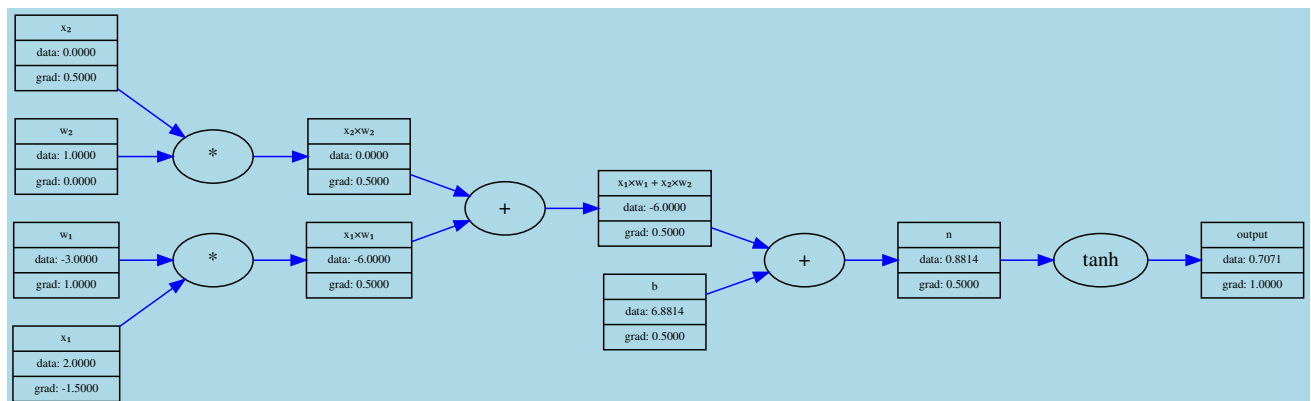 x₂
data: 0.0000
grad: 0.5000
w₂
data: 1.0000
grad: 0.0000
*
x₂×w₂
data: 0.0000
grad: 0.5000
w₁
data: -3.0000
grad: 1.0000
x₁
data: 2.0000
grad: -1.5000
*
x₁×w₁
data: -6.0000
grad: 0.5000
+
x₁×w₁ + x₂×w₂
data: -6.0000
grad: 0.5000
b
data: 6.8814
grad: 0.5000
+
n
data: 0.8814
grad: 0.5000
tanh
output
data: 0.7071
grad: 1.0000